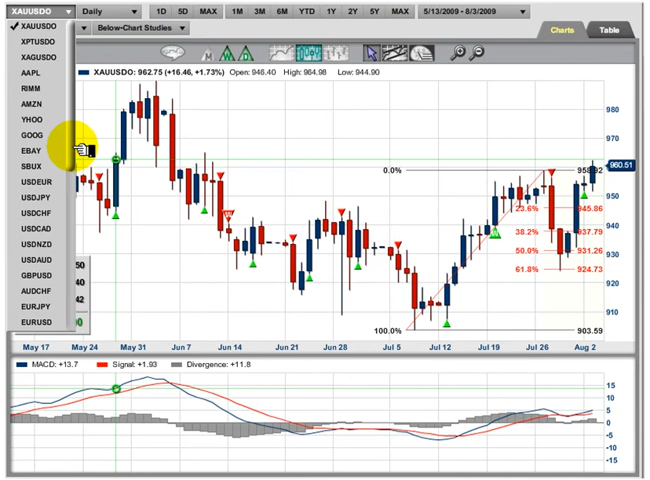 XAUUSDO Daily 1D 3D 5D 1M 3M 6M YTD 1Y 2Y 5Y MAX 5/13/2009 - 8/3/2009
XAUUSDO
Below-Chart Studies
Charts Table
XPTUSDO
XAGUSDO
AAPL
RIMM
AMZN
YHOO
GOOG
EBAY
SBUX
USDEUR
USDJPY
USDCHF
USDCAD
USDNZD
USDAUD
GBPUSD
AUDCHF
EURJPY
EURUSD
XAUUSDO: 962.75 (+16.46, +1.73%) Open: 946.40 High: 964.98 Low: 944.90
980
970
960.51
950
940
930
920
910
0.0%
23.6% 945.86
38.2% 937.79
50.0% 931.26
61.8% 924.73
100.0% 903.59
50
40
42
00
May 17 May 24 May 31 Jun 7 Jun 14 Jun 21 Jun 28 Jul 5 Jul 12 Jul 19 Jul 26 Aug 2
MACD: +13.7 Signal: +1.93 Divergence: +11.8
15
10
+5
0
-5
-10
-15